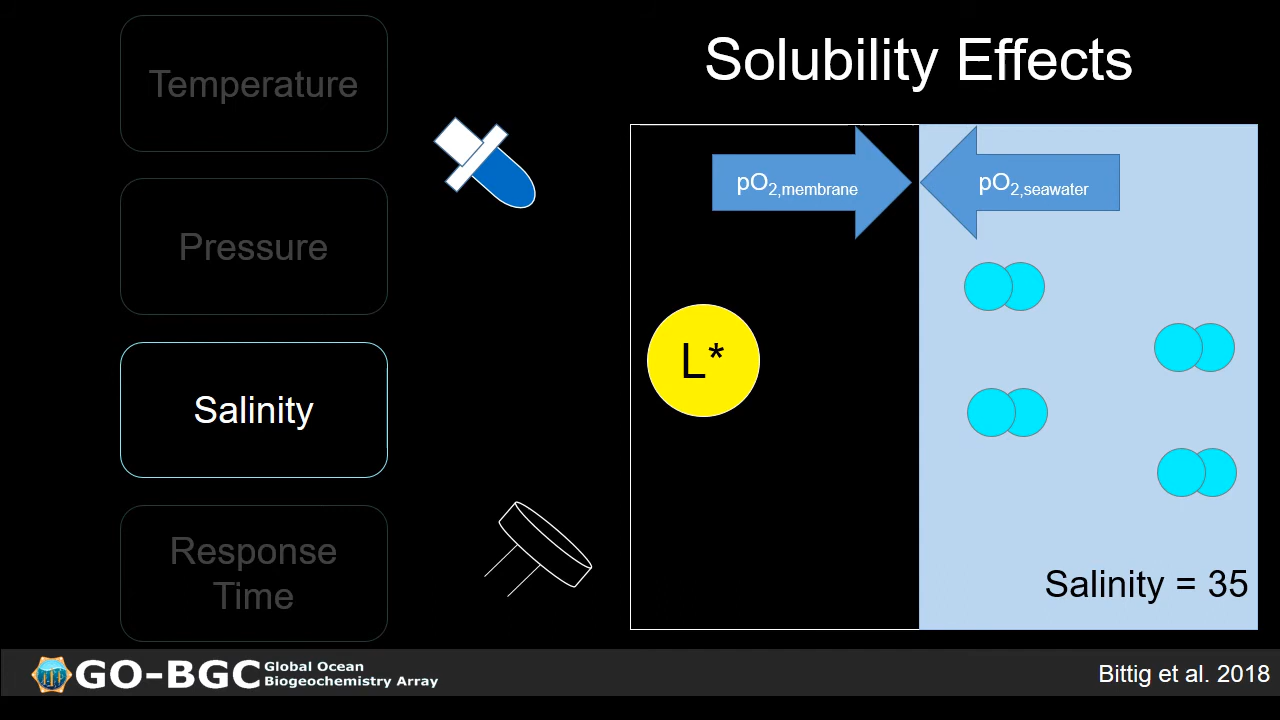 Temperature
Pressure
Salinity
Response
Time
Solubility Effects
pO₂,membrane
pO₂,seawater
L*
Salinity = 35
GO-BGC
Global Ocean
Biogeochemistry Array
Bittig et al. 2018